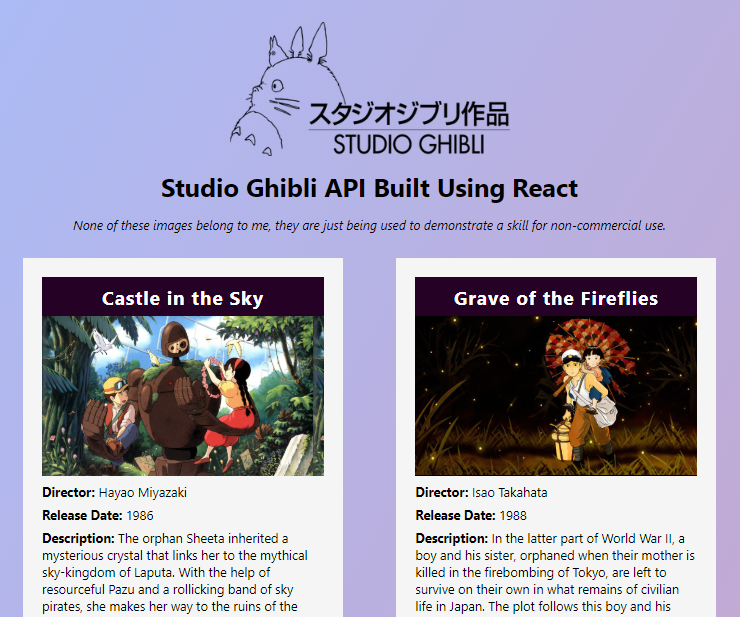 スタジオジブリ作品
STUDIO GHIBLI
Studio Ghibli API Built Using React
None of these images belong to me, they are just being used to demonstrate a skill for non-commercial use.
Castle in the Sky
Director: Hayao Miyazaki
Release Date: 1986
Description: The orphan Sheeta inherited a
mysterious crystal that links her to the mythical
sky-kingdom of Laputa. With the help of
resourceful Pazu and a rollicking band of sky
pirates, she makes her way to the ruins of the
Grave of the Fireflies
Director: Isao Takahata
Release Date: 1988
Description: In the latter part of World War II, a
boy and his sister, orphaned when their mother is
killed in the firebombing of Tokyo, are left to
survive on their own in what remains of civilian
life in Japan. The plot follows this boy and his